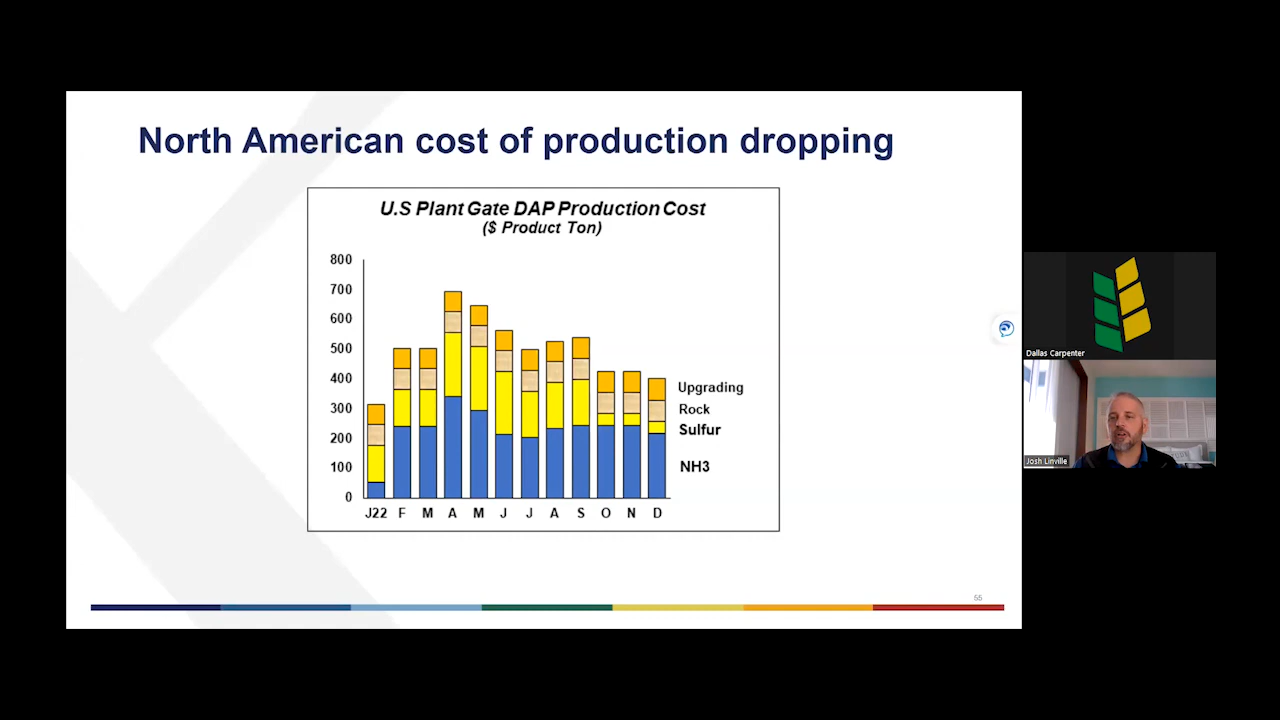 North American cost of production dropping
U.S Plant Gate DAP Production Cost
($ Product Ton)
800
700
600
500
400
300
200
100
0
J22 F M A M J J A S O N D
Upgrading
Rock
Sulfur
NH3
55
Dallas Carpenter
Josh Linville